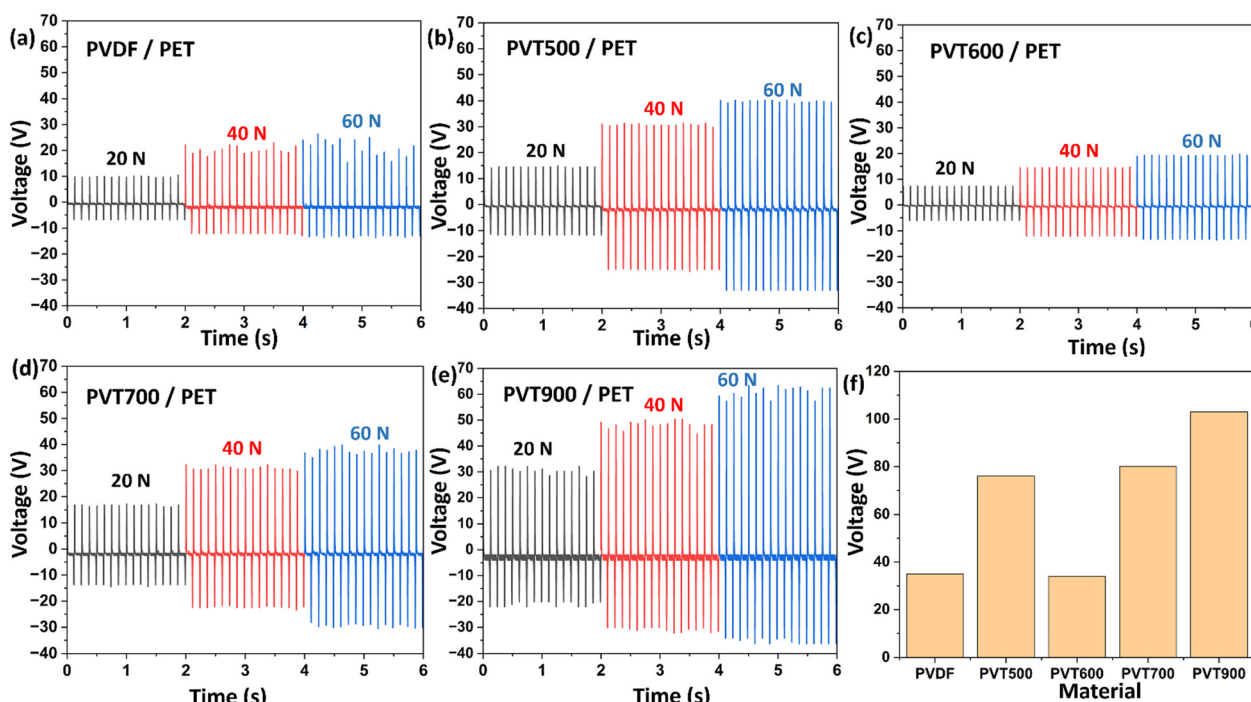 (a)
PVDF / PET
20 N
40 N
60 N
Voltage (V)
70
60
50
40
30
20
10
0
−10
−20
−30
−40
0 1 2 3 4 5 6
Time (s)
(b)
PVT500 / PET
20 N
40 N
60 N
Voltage (V)
70
60
50
40
30
20
10
0
−10
−20
−30
−40
0 1 2 3 4 5 6
Time (s)
(c)
PVT600 / PET
20 N
40 N
60 N
Voltage (V)
70
60
50
40
30
20
10
0
−10
−20
−30
−40
0 1 2 3 4 5 6
Time (s)
(d)
PVT700 / PET
20 N
40 N
60 N
Voltage (V)
70
60
50
40
30
20
10
0
−10
−20
−30
−40
0 1 2 3 4 5 6
Time (s)
(e)
PVT900 / PET
20 N
40 N
60 N
Voltage (V)
70
60
50
40
30
20
10
0
−10
−20
−30
−40
0 1 2 3 4 5 6
Time (s)
(f)
Voltage (V)
120
100
80
60
40
20
0
PVDF PVT500 PVT600 PVT700 PVT900
Material